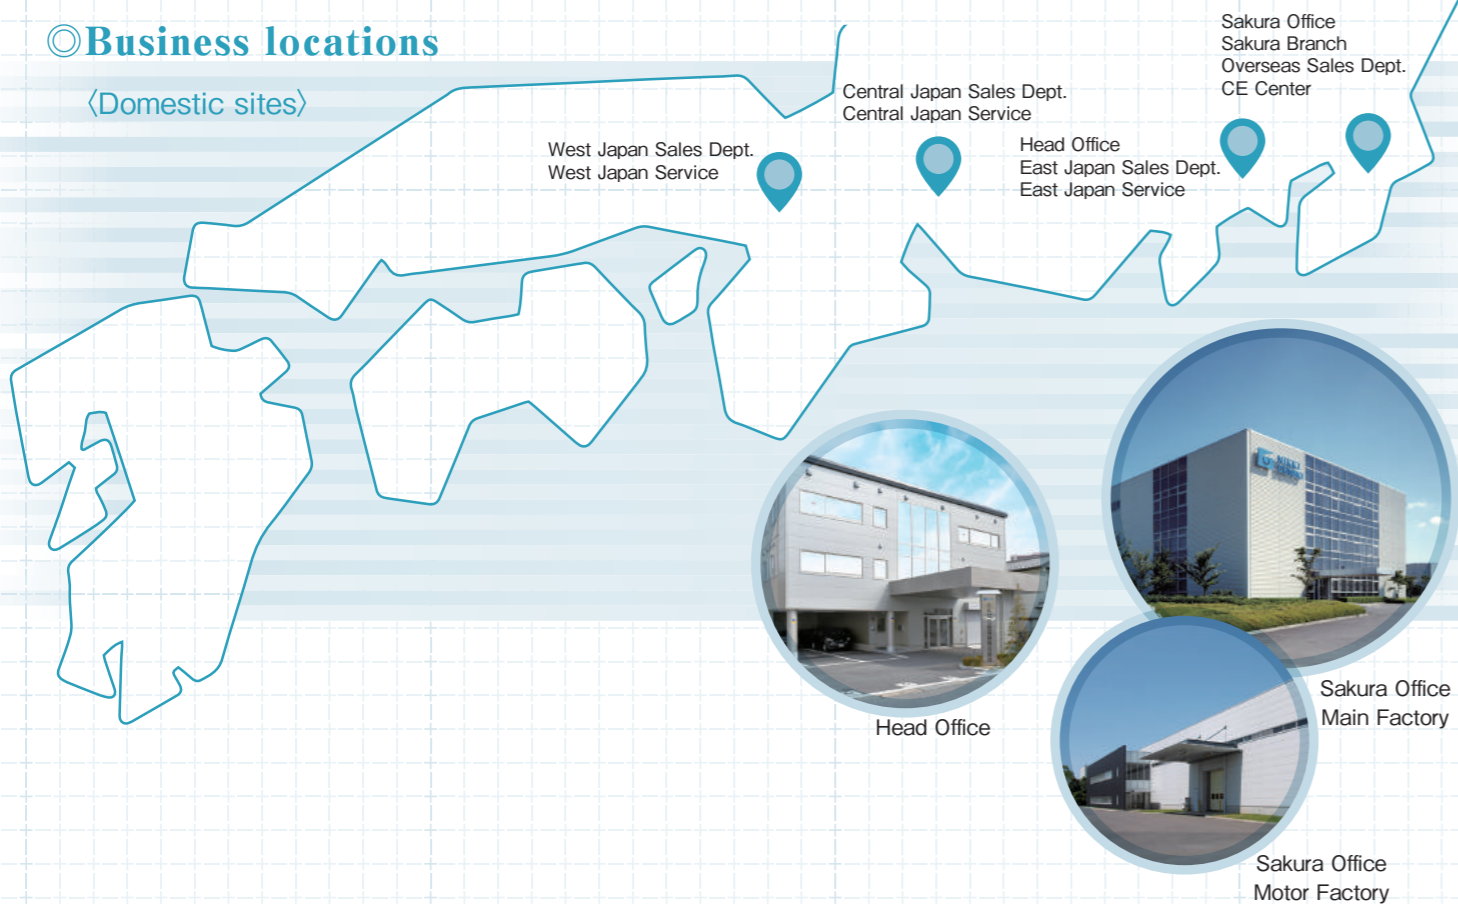 ◎Business locations
〈Domestic sites〉
West Japan Sales Dept.
West Japan Service
Central Japan Sales Dept.
Central Japan Service
Head Office
East Japan Sales Dept.
East Japan Service
Sakura Office
Sakura Branch
Overseas Sales Dept.
CE Center
Head Office
Sakura Office
Main Factory
Sakura Office
Motor Factory